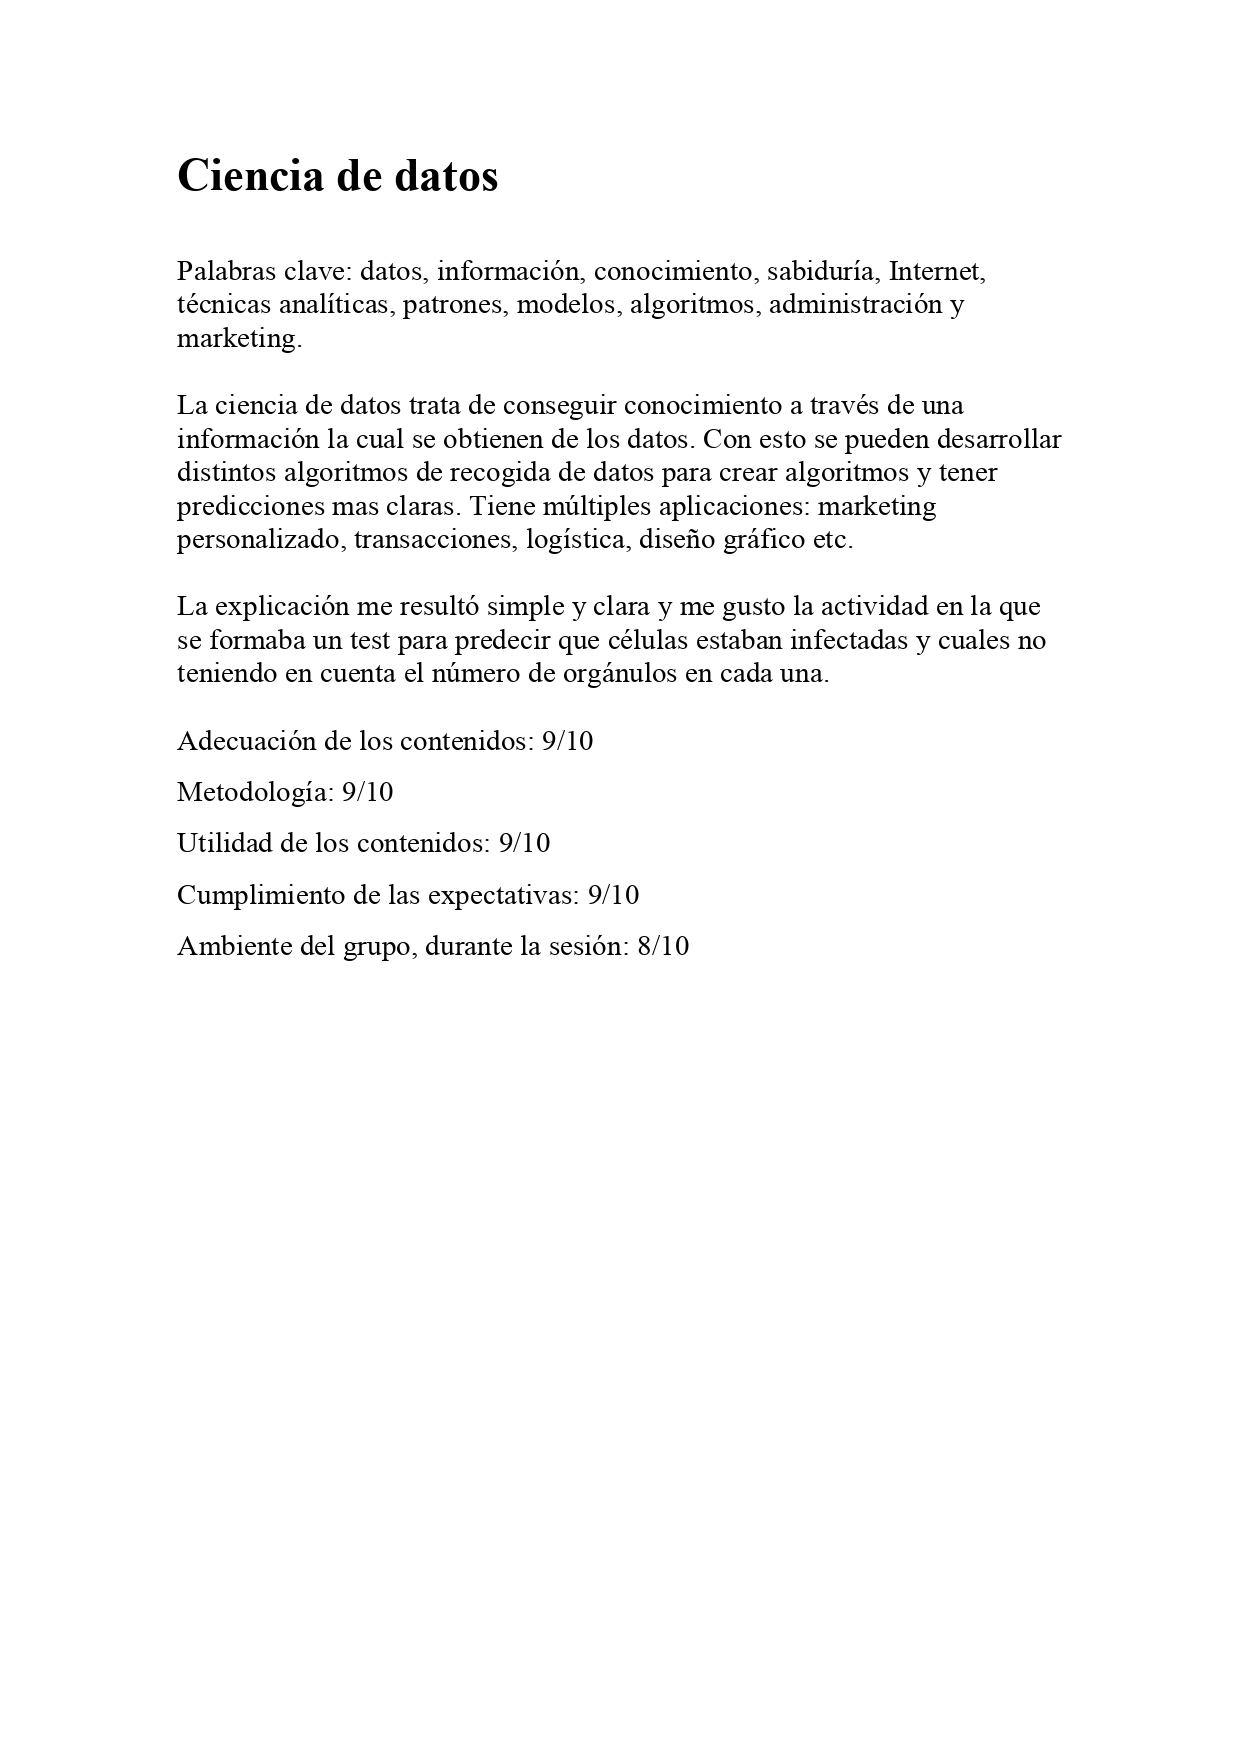 Ciencia de datos
Palabras clave: datos, información, conocimiento, sabiduría, Internet,
técnicas analíticas, patrones, modelos, algoritmos, administración y
marketing.
La ciencia de datos trata de conseguir conocimiento a través de una
información la cual se obtienen de los datos. Con esto se pueden desarrollar
distintos algoritmos de recogida de datos para crear algoritmos y tener
predicciones mas claras. Tiene múltiples aplicaciones: marketing
personalizado, transacciones, logística, diseño gráfico etc.
La explicación me resultó simple y clara y me gusto la actividad en la que
se formaba un test para predecir que células estaban infectadas y cuales no
teniendo en cuenta el número de orgánulos en cada una.
Adecuación de los contenidos: 9/10
Metodología: 9/10
Utilidad de los contenidos: 9/10
Cumplimiento de las expectativas: 9/10
Ambiente del grupo, durante la sesión: 8/10